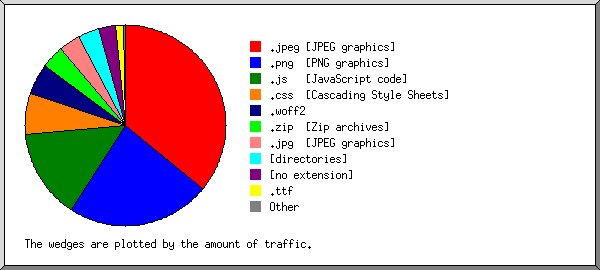 .jpeg [JPEG graphics]
.png  [PNG graphics]
.js   [JavaScript code]
.css  [Cascading Style Sheets]
.woff2
.zip  [Zip archives]
.jpg  [JPEG graphics]
[directories]
[no extension]
.ttf
Other
The wedges are plotted by the amount of traffic.